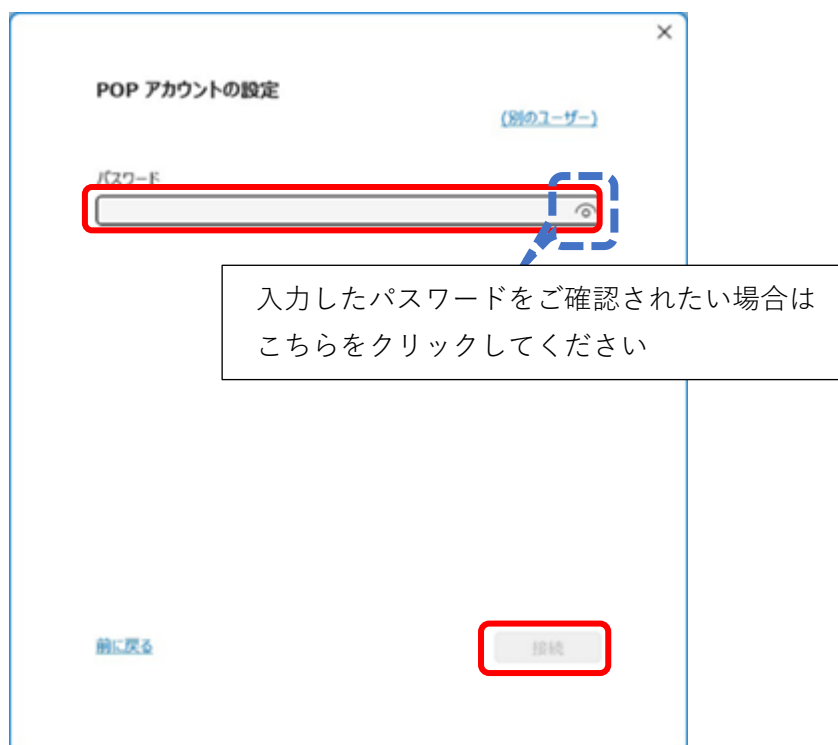 POP アカウントの設定
(別のユーザー)
パスワード
入力したパスワードをご確認されたい場合は
こちらをクリックしてください
前に戻る
接続